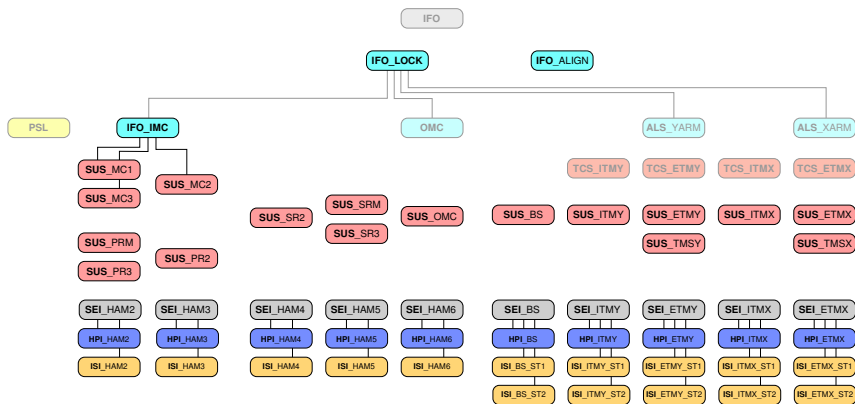 IFO
IFO_LOCK
IFO_ALIGN
PSL
IFO_IMC
OMC
ALS_YARM
ALS_XARM
SUS_MC1
SUS_MC2
SUS_MC3
TCS_ITMY
TCS_ETMY
TCS_ITMX
TCS_ETMX
SUS_SR2
SUS_SRM
SUS_SR3
SUS_OMC
SUS_BS
SUS_ITMY
SUS_ETMY
SUS_ITMX
SUS_ETMX
SUS_PRM
SUS_PR2
SUS_PR3
SUS_TMSY
SUS_TMSX
SEI_HAM2
SEI_HAM3
SEI_HAM4
SEI_HAM5
SEI_HAM6
SEI_BS
SEI_ITMY
SEI_ETMY
SEI_ITMX
SEI_ETMX
HPI_HAM2
HPI_HAM3
HPI_HAM4
HPI_HAM5
HPI_HAM6
HPI_BS
HPI_ITMY
HPI_ETMY
HPI_ITMX
HPI_ETMX
ISI_HAM2
ISI_HAM3
ISI_HAM4
ISI_HAM5
ISI_HAM6
ISI_BS_ST1
ISI_ITMY_ST1
ISI_ETMY_ST1
ISI_ITMX_ST1
ISI_ETMX_ST1
ISI_BS_ST2
ISI_ITMY_ST2
ISI_ETMY_ST2
ISI_ITMX_ST2
ISI_ETMX_ST2